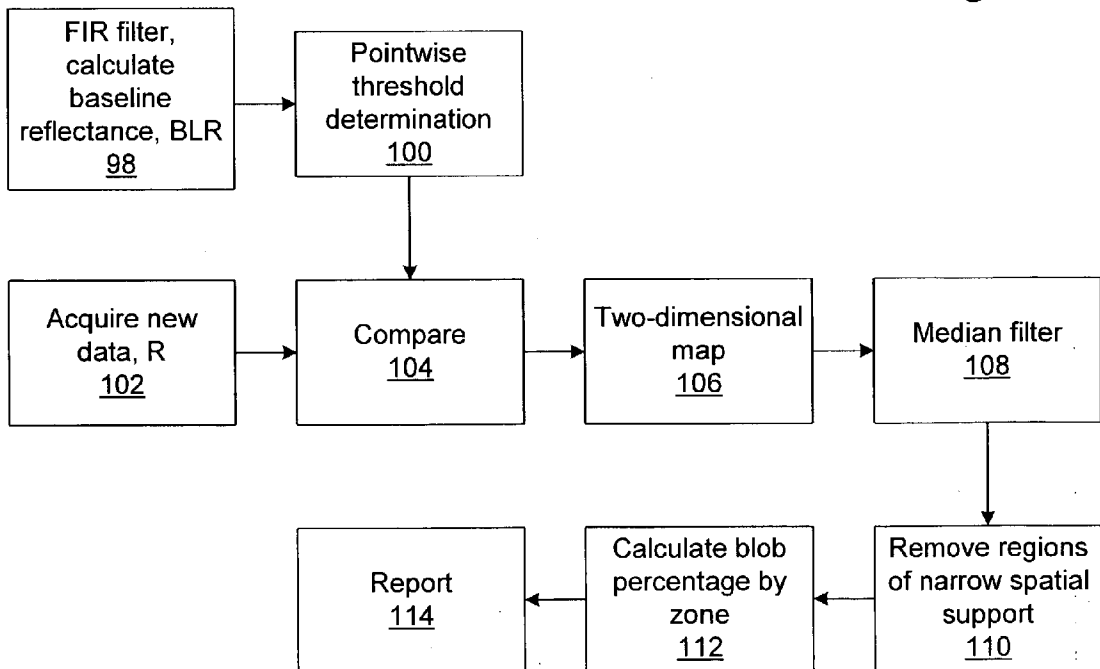 FIR filter,
calculate
baseline
reflectance, BLR
98
Pointwise
threshold
determination
100
Acquire new
data, R
102
Compare
104
Two-dimensional
map
106
Median filter
108
Report
114
Calculate blob
percentage by
zone
112
Remove regions
of narrow spatial
support
110